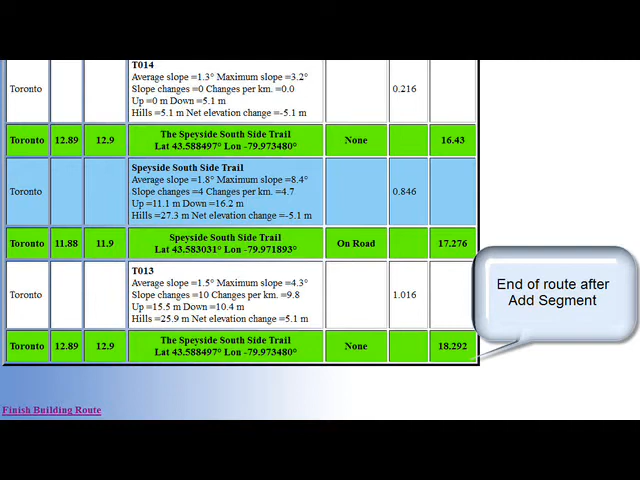 T014
Average slope =1.3° Maximum slope =3.2°
Toronto
Slope changes =0 Changes per km. =0.0
0.216
Up =0 m Down =5.1 m
Hills =5.1 m Net elevation change =-5.1 m
Toronto 12.89 12.9 The Speyside South Side Trail None 16.43
Lat 43.588497° Lon -79.973480°
Speyside South Side Trail
Average slope =1.8° Maximum slope =8.4°
Toronto
Slope changes =4 Changes per km. =4.7
0.846
Up =11.1 m Down =16.2 m
Hills =27.3 m Net elevation change =-5.1 m
Toronto 11.88 11.9 Speyside South Side Trail On Road 17.276
Lat 43.583031° Lon -79.971893°
T013
Average slope =1.5° Maximum slope =4.3°
Toronto
Slope changes =10 Changes per km. =9.8
1.016
Up =15.5 m Down =10.4 m
Hills =25.9 m Net elevation change =5.1 m
Toronto 12.89 12.9 The Speyside South Side Trail None 18.292
Lat 43.588497° Lon -79.973480°
End of route after
Add Segment
Finish Building Route